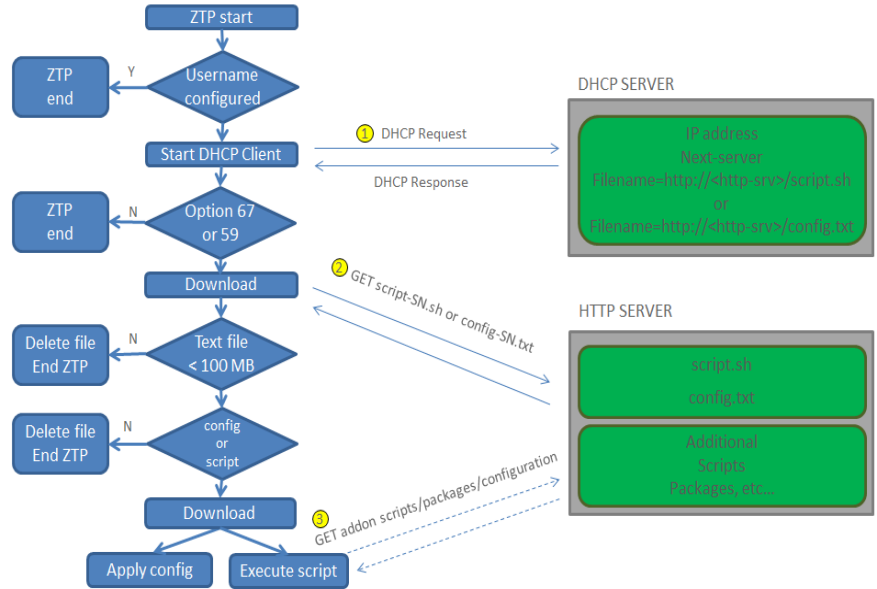 ZTP start
ZTP
end
Y
Username
configured
DHCP SERVER
1 DHCP Request
Start DHCP Client
DHCP Response
IP address
Next-server
Filename=http://<http-srv>/script.sh
or
Filename=http://<http-srv>/config.txt
ZTP
end
N
Option 67
or 59
Download
2 GET script-SN.sh or config-SN.txt
HTTP SERVER
Delete file
End ZTP
N
Text file
< 100 MB
script.sh
config.txt
Delete file
End ZTP
N
config
or
script
Additional
Scripts
Packages, etc...
Download
3
GET addon scripts/packages/configuration
Apply config
Execute script